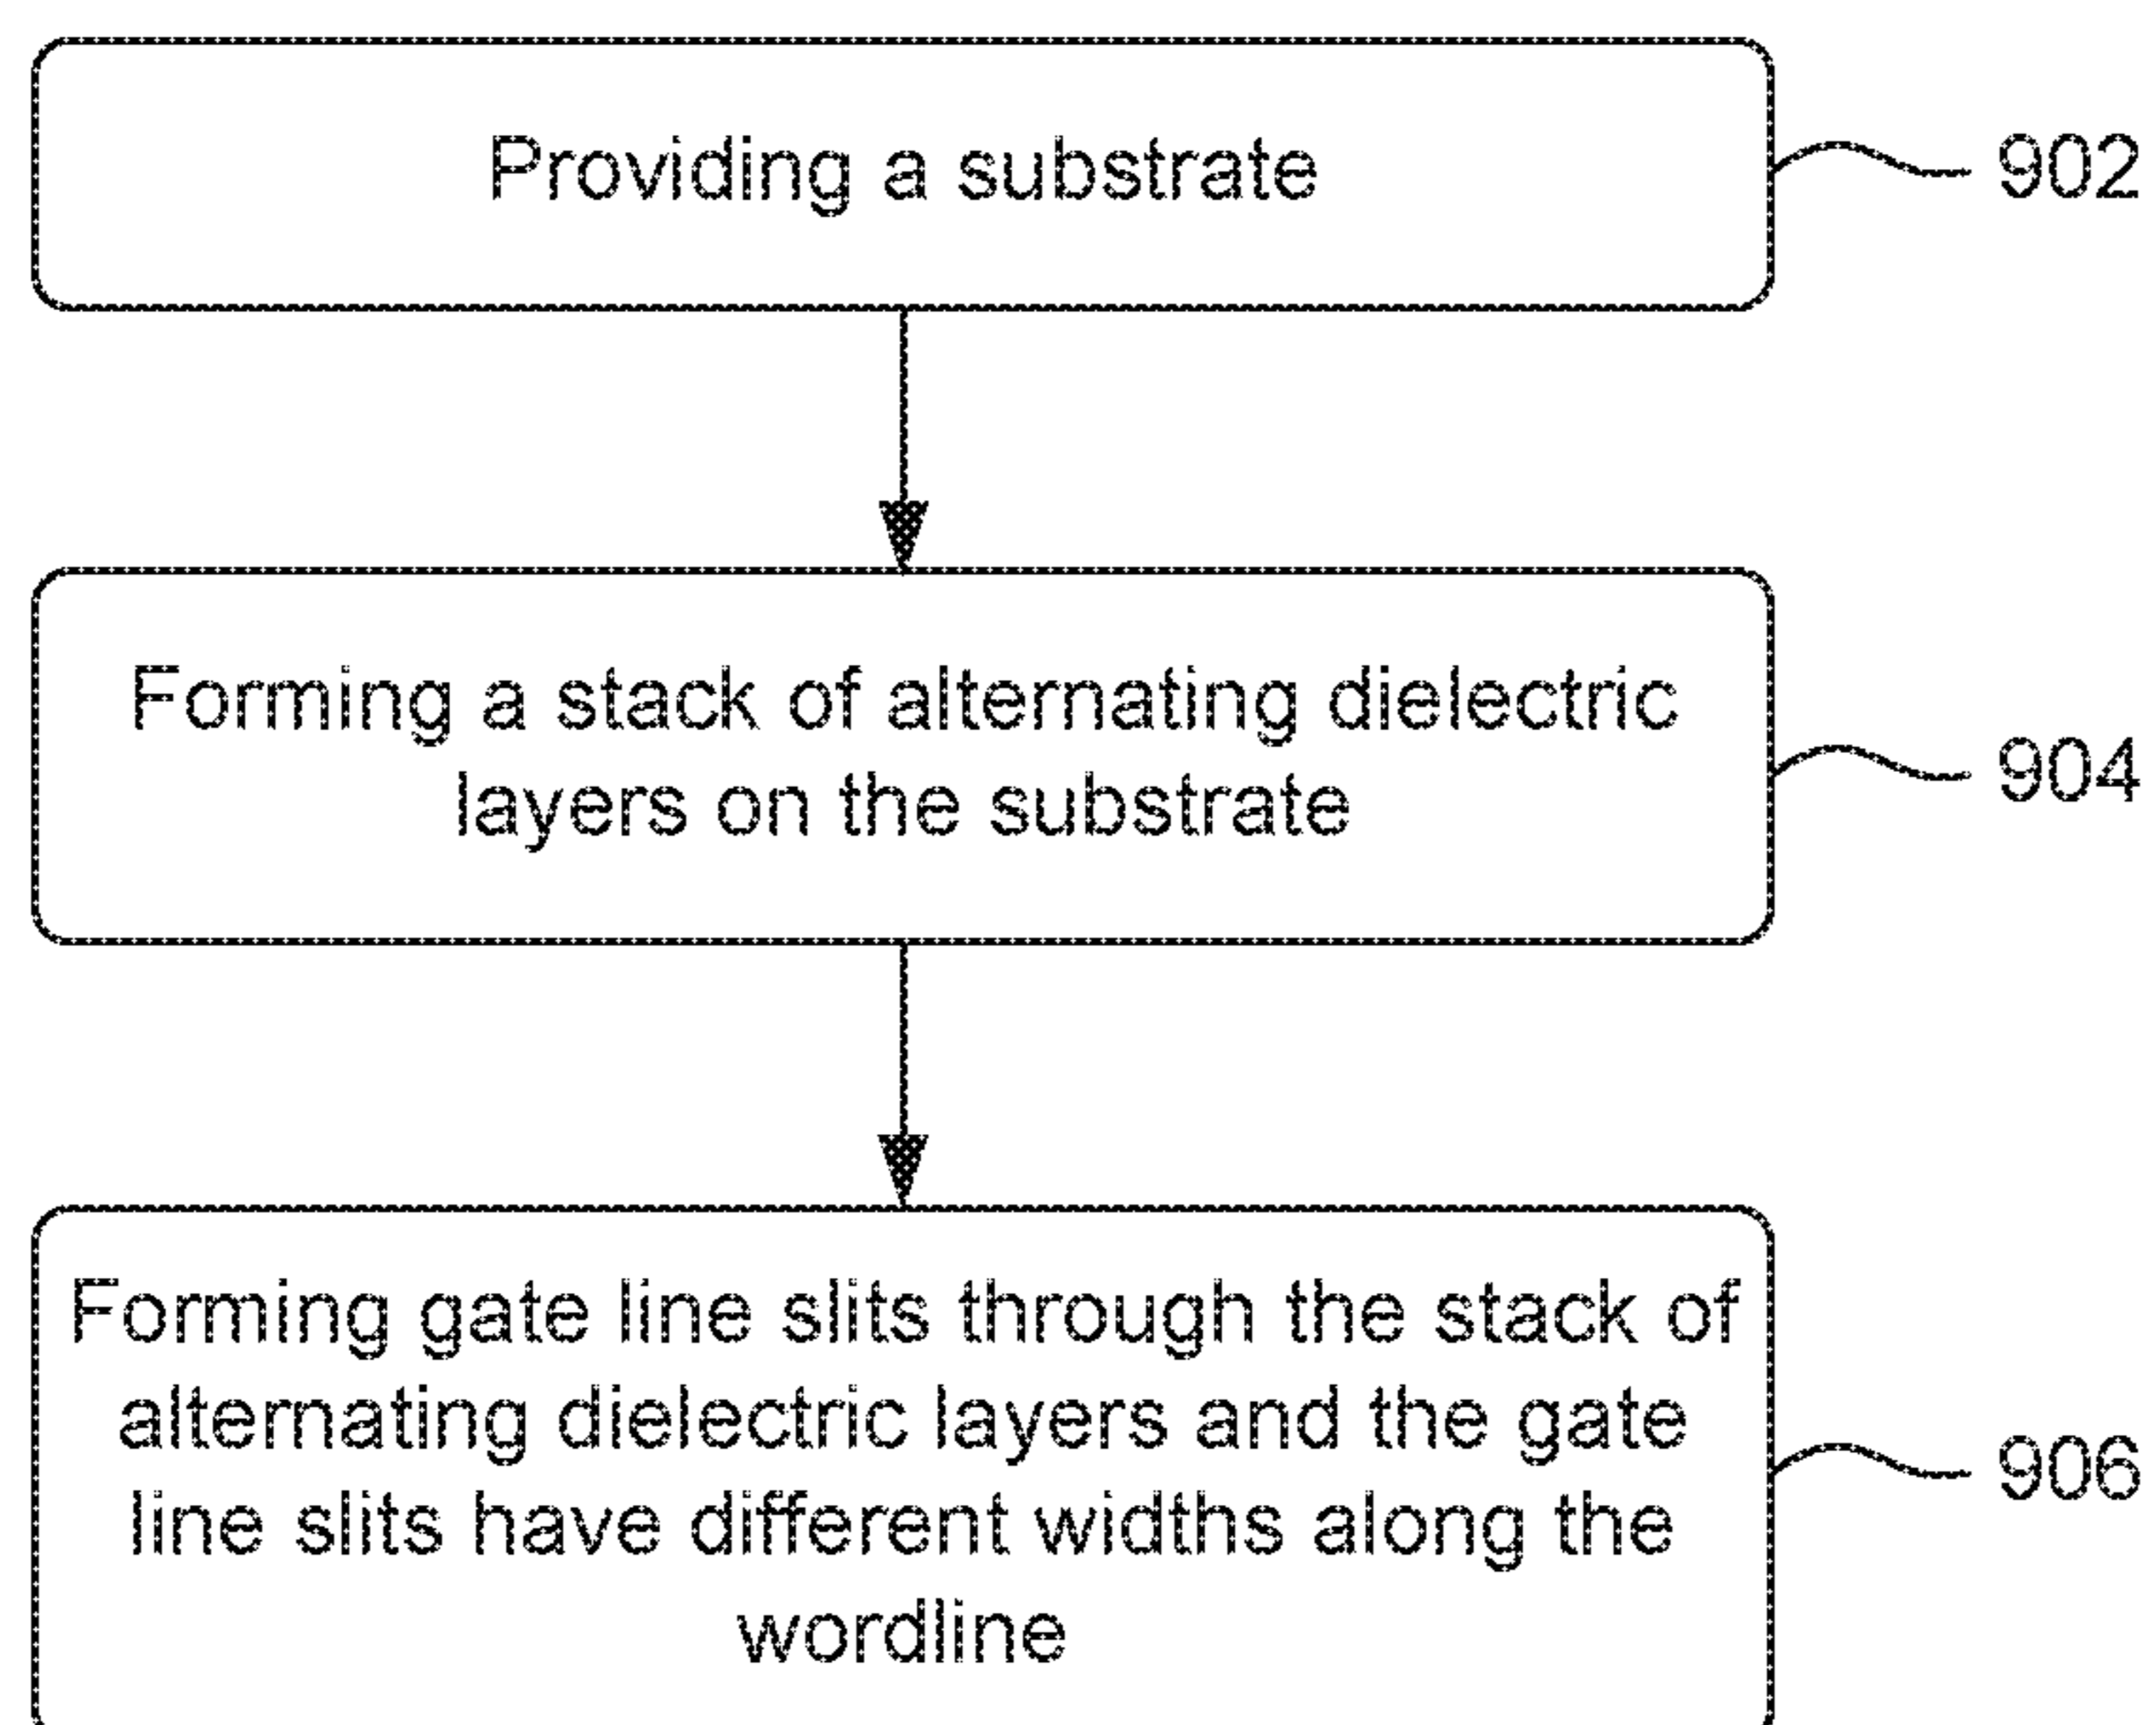 Providing a substrate
902
Forming a stack of alternating dielectric
layers on the substrate
904
Forming gate line slits through the stack of
alternating dielectric layers and the gate
line slits have different widths along the
wordline
906